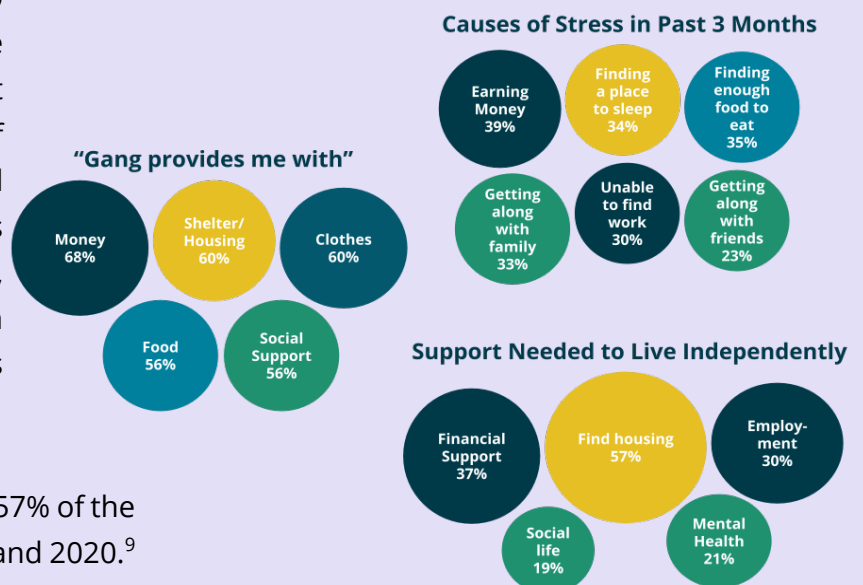 “Gang provides me with”
Money
68%
Shelter/
Housing
60%
Clothes
60%
Food
56%
Social
Support
56%
57% of the
and 2020.⁹
Causes of Stress in Past 3 Months
Earning
Money
39%
Finding
a place
to sleep
34%
Finding
enough
food to
eat
35%
Getting
along
with
family
33%
Unable
to find
work
30%
Getting
along
with
friends
23%
Support Needed to Live Independently
Financial
Support
37%
Find housing
57%
Employ-
ment
30%
Social
life
19%
Mental
Health
21%